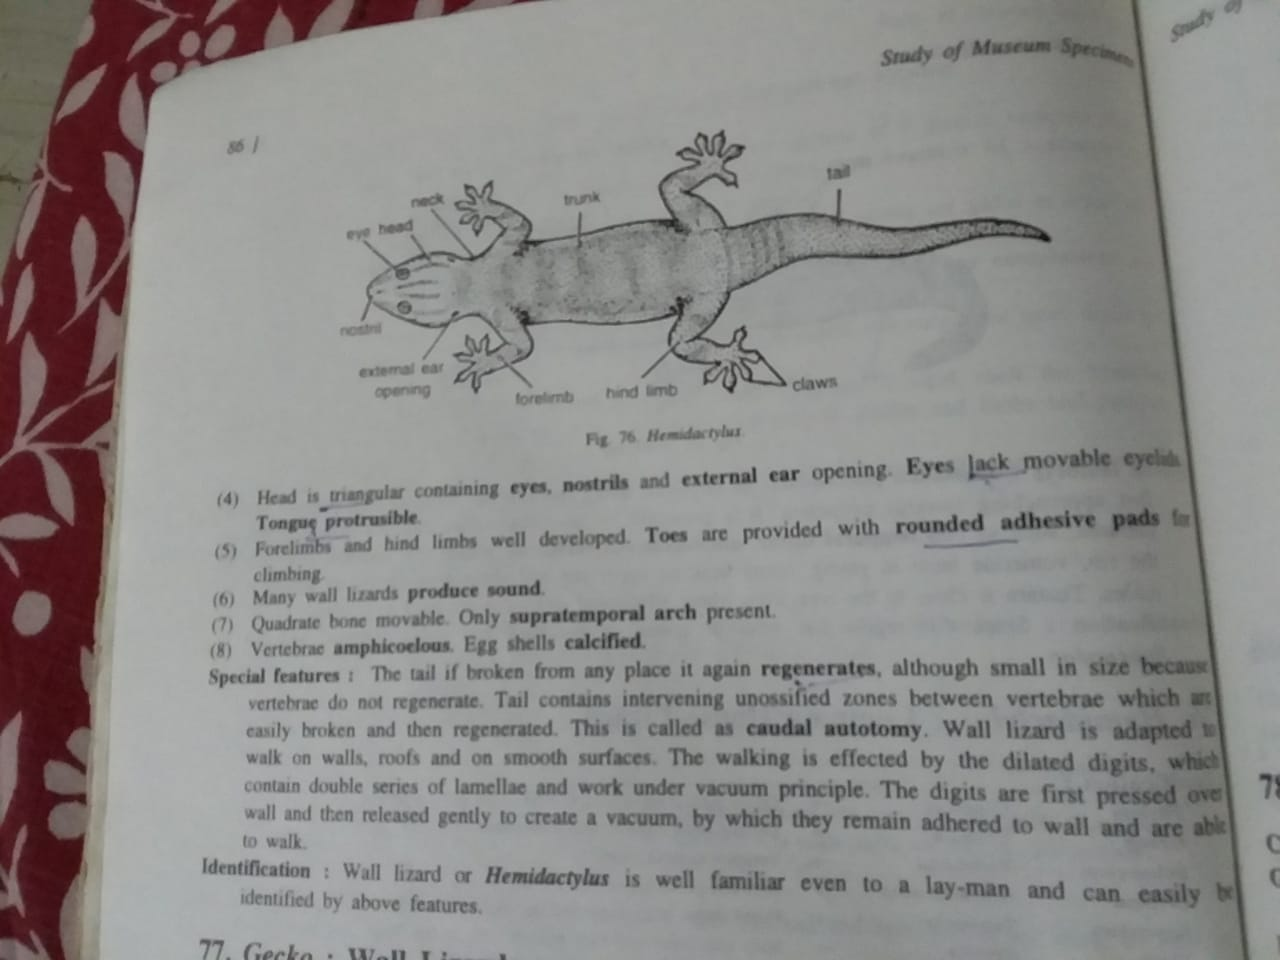 Study of Museum Specimens
Study of
86 /
neck
trunk
tail
eye head
nostril
external ear
opening
forelimb
hind limb
claws
Fig. 76. Hemidactylus.
(4) Head is triangular containing eyes, nostrils and external ear opening. Eyes lack movable eyelids.
Tongue protrusible.
(5) Forelimbs and hind limbs well developed. Toes are provided with rounded adhesive pads for
climbing.
(6) Many wall lizards produce sound.
(7) Quadrate bone movable. Only supratemporal arch present.
(8) Vertebrae amphicoelous. Egg shells calcified.
Special features : The tail if broken from any place it again regenerates, although small in size because
vertebrae do not regenerate. Tail contains intervening unossified zones between vertebrae which are
easily broken and then regenerated. This is called as caudal autotomy. Wall lizard is adapted to
walk on walls, roofs and on smooth surfaces. The walking is effected by the dilated digits, which
contain double series of lamellae and work under vacuum principle. The digits are first pressed over
wall and then released gently to create a vacuum, by which they remain adhered to wall and are able
to walk.
Identification : Wall lizard or Hemidactylus is well familiar even to a lay-man and can easily be
identified by above features.
77. Gecko : Wall Lizard
78